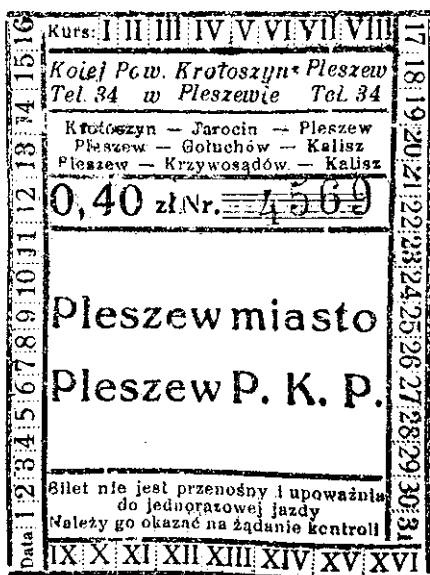 Kurs: I II III IV V VI VII VIII
Kolej Pow. Krotoszyn-Pleszew
Tel. 34 w Pleszewie Tel. 34
Krotoszyn — Jarocin — Pleszew
Pleszew — Gołuchów — Kalisz
Pleszew — Krzywosądów — Kalisz
0,40 zł. Nr. 4569
Pleszew miasto
Pleszew P. K. P.
Bilet nie jest przenośny i upoważnia
do jednorazowej jazdy
Należy go okazać na żądanie kontroli
IX X XI XII XIII XIV XV XVI
Data 1 2 3 4 5 6 7 8 9 10 11 12 13 14 15 16
17 18 19 20 21 22 23 24 25 26 27 28 29 30 31